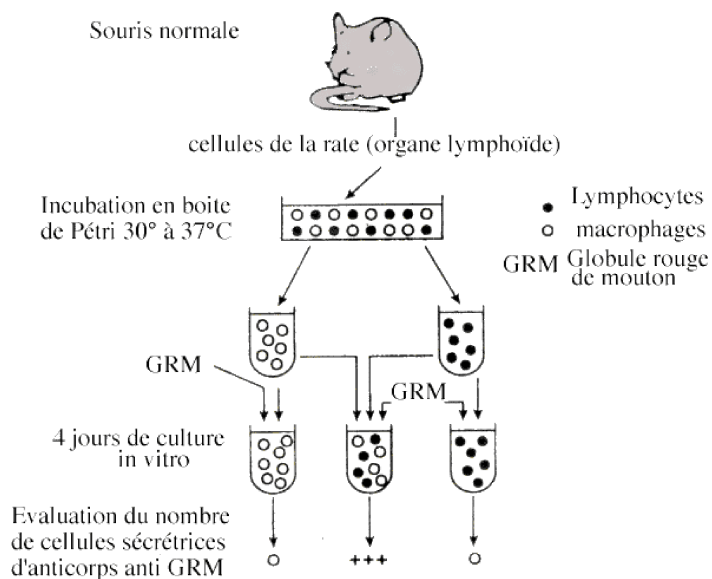 Souris normale
cellules de la rate (organe lymphoïde)
Incubation en boite
de Pétri 30° à 37°C
Lymphocytes
macrophages
GRM Globule rouge
de mouton
GRM
GRM
4 jours de culture
in vitro
Evaluation du nombre
de cellules sécrétrices
d'anticorps anti GRM
+++